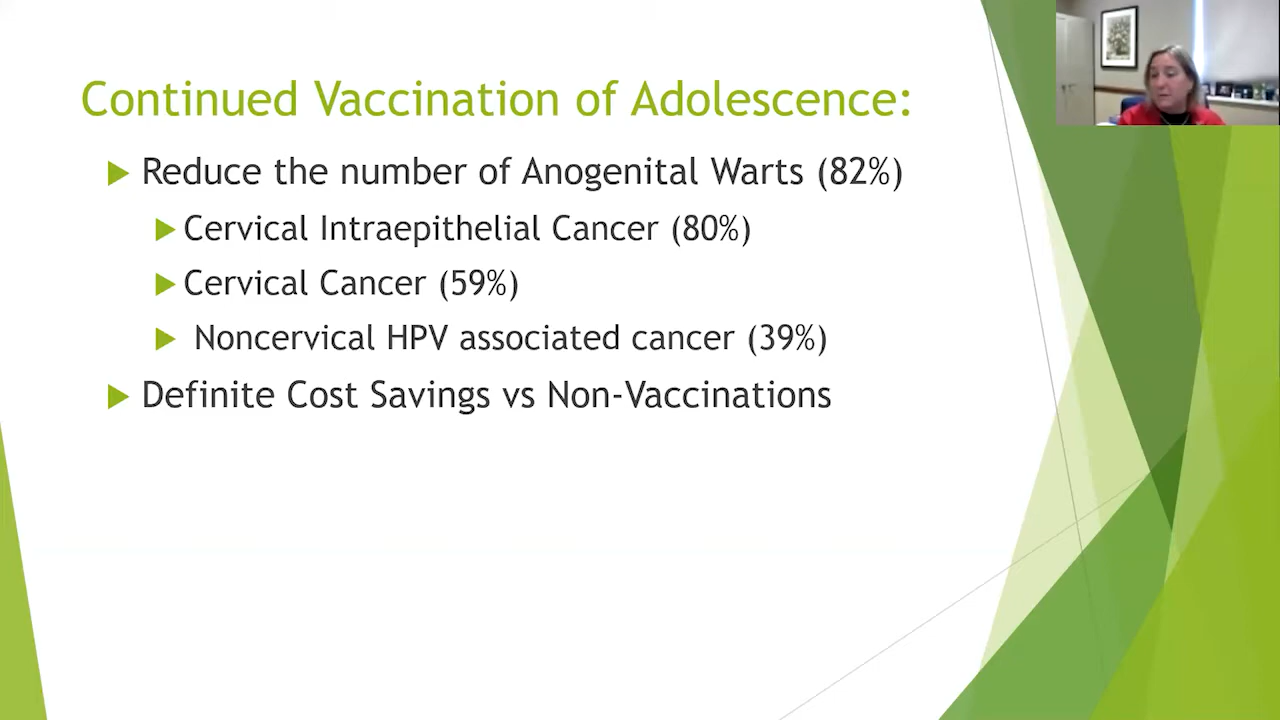 Continued Vaccination of Adolescence:
Reduce the number of Anogenital Warts (82%)
Cervical Intraepithelial Cancer (80%)
Cervical Cancer (59%)
Noncervical HPV associated cancer (39%)
Definite Cost Savings vs Non-Vaccinations